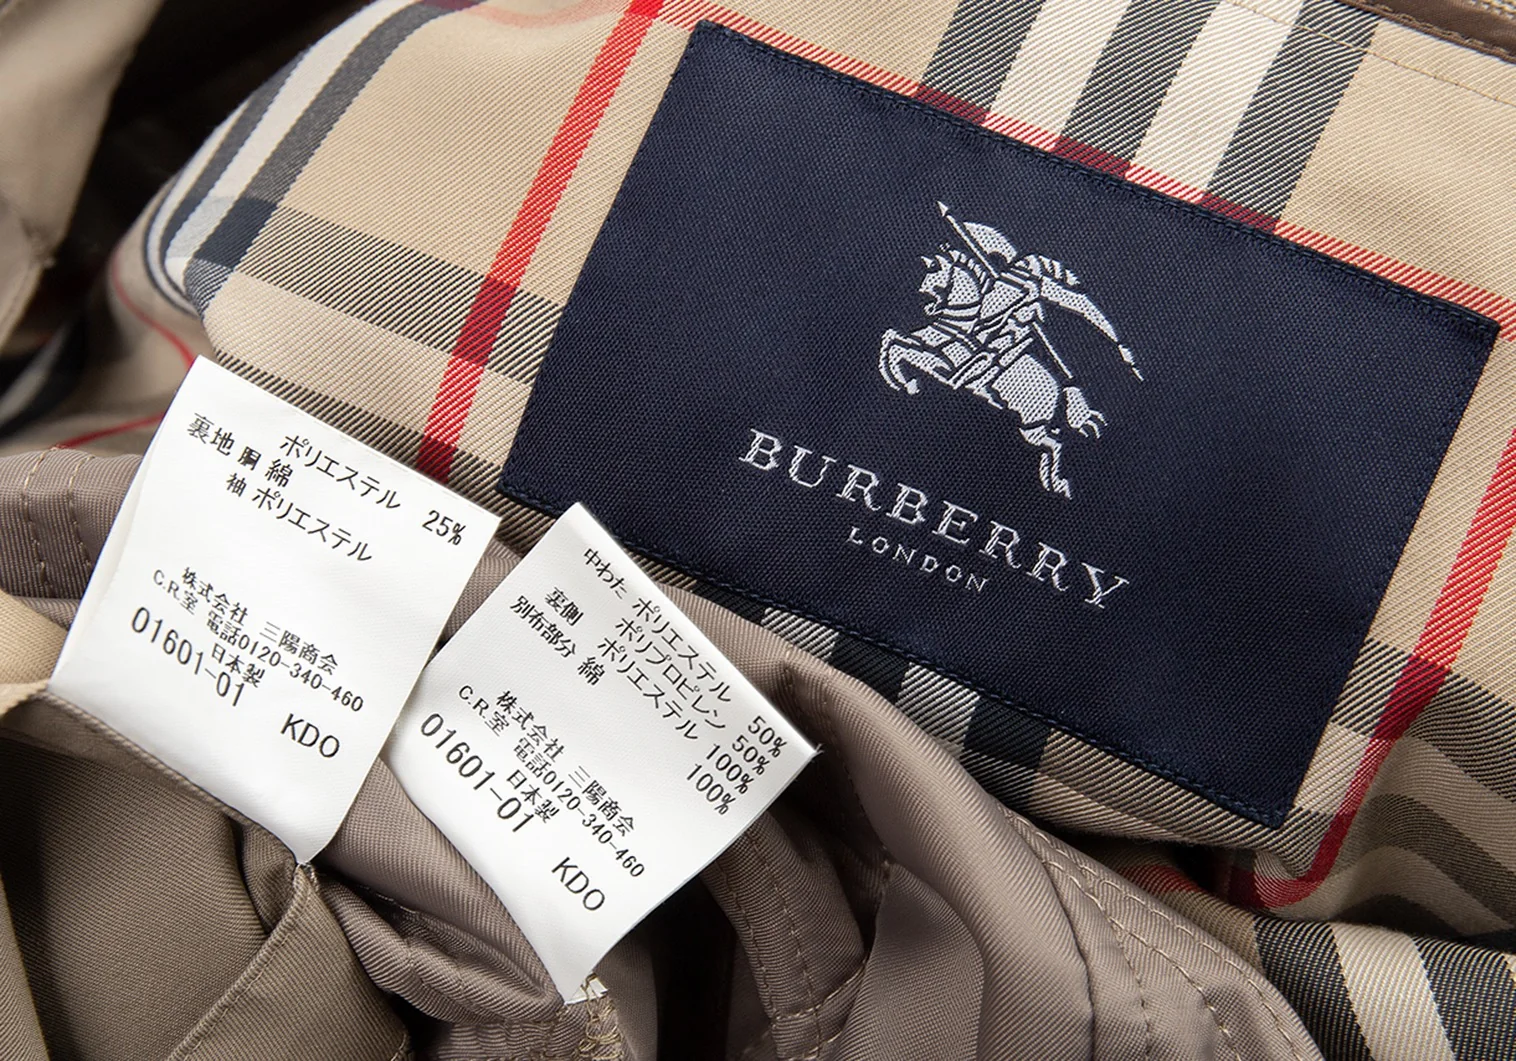 BURBERRY
LONDON
ポリエステル 25%
裏地 胴 綿
袖 ポリエステル
株式会社 三陽商会
C.R.室 電話0120-340-460
日本製
01601-01
KDO
中わた ポリエステル 50%
ポリプロピレン 50%
裏側 ポリエステル 100%
別布部分 綿 100%
株式会社 三陽商会
C.R.室 電話0120-340-460
日本製
01601-01
KDO